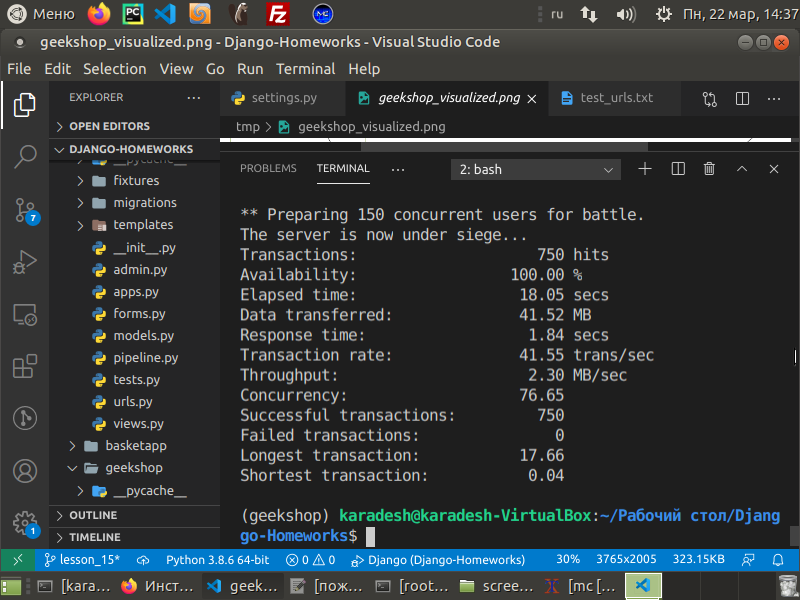 Меню
PC
Fz
MC
ru
Пн, 22 мар, 14:37
geekshop_visualized.png - Django-Homeworks - Visual Studio Code
File Edit Selection View Go Run Terminal Help
EXPLORER
settings.py
geekshop_visualized.png
test_urls.txt
OPEN EDITORS
tmp > geekshop_visualized.png
DJANGO-HOMEWORKS
__pycache__
fixtures
migrations
templates
__init__.py
admin.py
apps.py
forms.py
models.py
pipeline.py
tests.py
urls.py
views.py
basketapp
geekshop
__pycache__
OUTLINE
TIMELINE
7
1
PROBLEMS TERMINAL ... 2: bash
** Preparing 150 concurrent users for battle.
The server is now under siege...
Transactions: 750 hits
Availability: 100.00 %
Elapsed time: 18.05 secs
Data transferred: 41.52 MB
Response time: 1.84 secs
Transaction rate: 41.55 trans/sec
Throughput: 2.30 MB/sec
Concurrency: 76.65
Successful transactions: 750
Failed transactions: 0
Longest transaction: 17.66
Shortest transaction: 0.04
(geekshop) karadesh@karadesh-VirtualBox:~/Рабочий стол/Djan
go-Homeworks$
lesson_15* Python 3.8.6 64-bit 0 0 Django (Django-Homeworks) 30% 3765x2005 323.15KB
[кara... Инст... geek... [пож... [root... scree... [mc [...